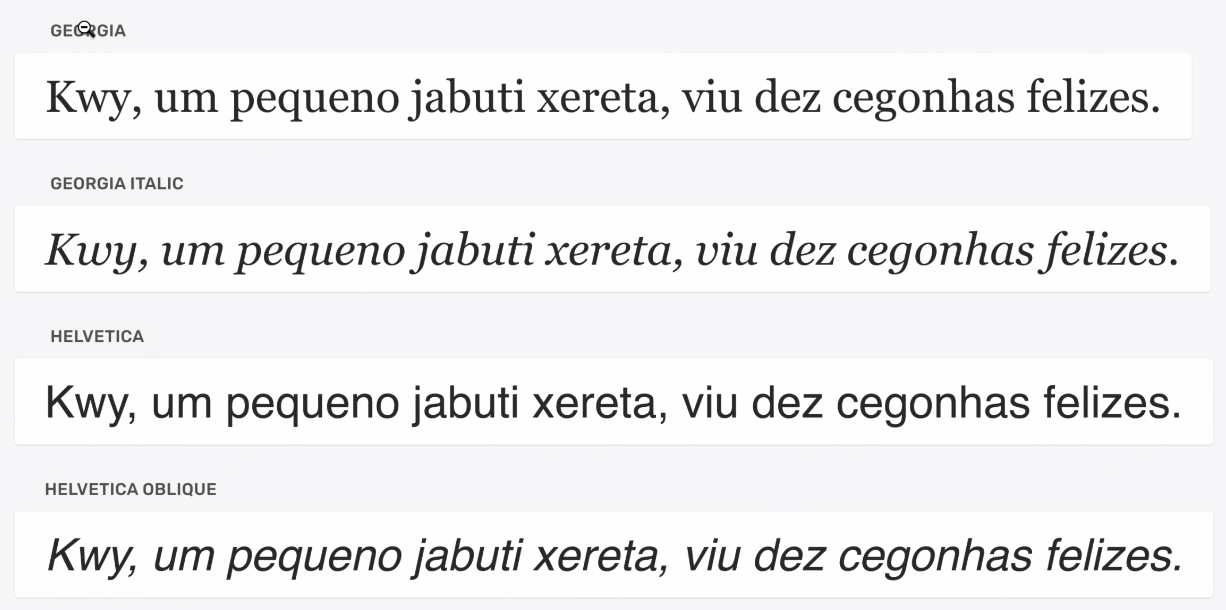 GEORGIA
Kwy, um pequeno jabuti xereta, viu dez cegonhas felizes.
GEORGIA ITALIC
Kwy, um pequeno jabuti xereta, viu dez cegonhas felizes.
HELVETICA
Kwy, um pequeno jabuti xereta, viu dez cegonhas felizes.
HELVETICA OBLIQUE
Kwy, um pequeno jabuti xereta, viu dez cegonhas felizes.